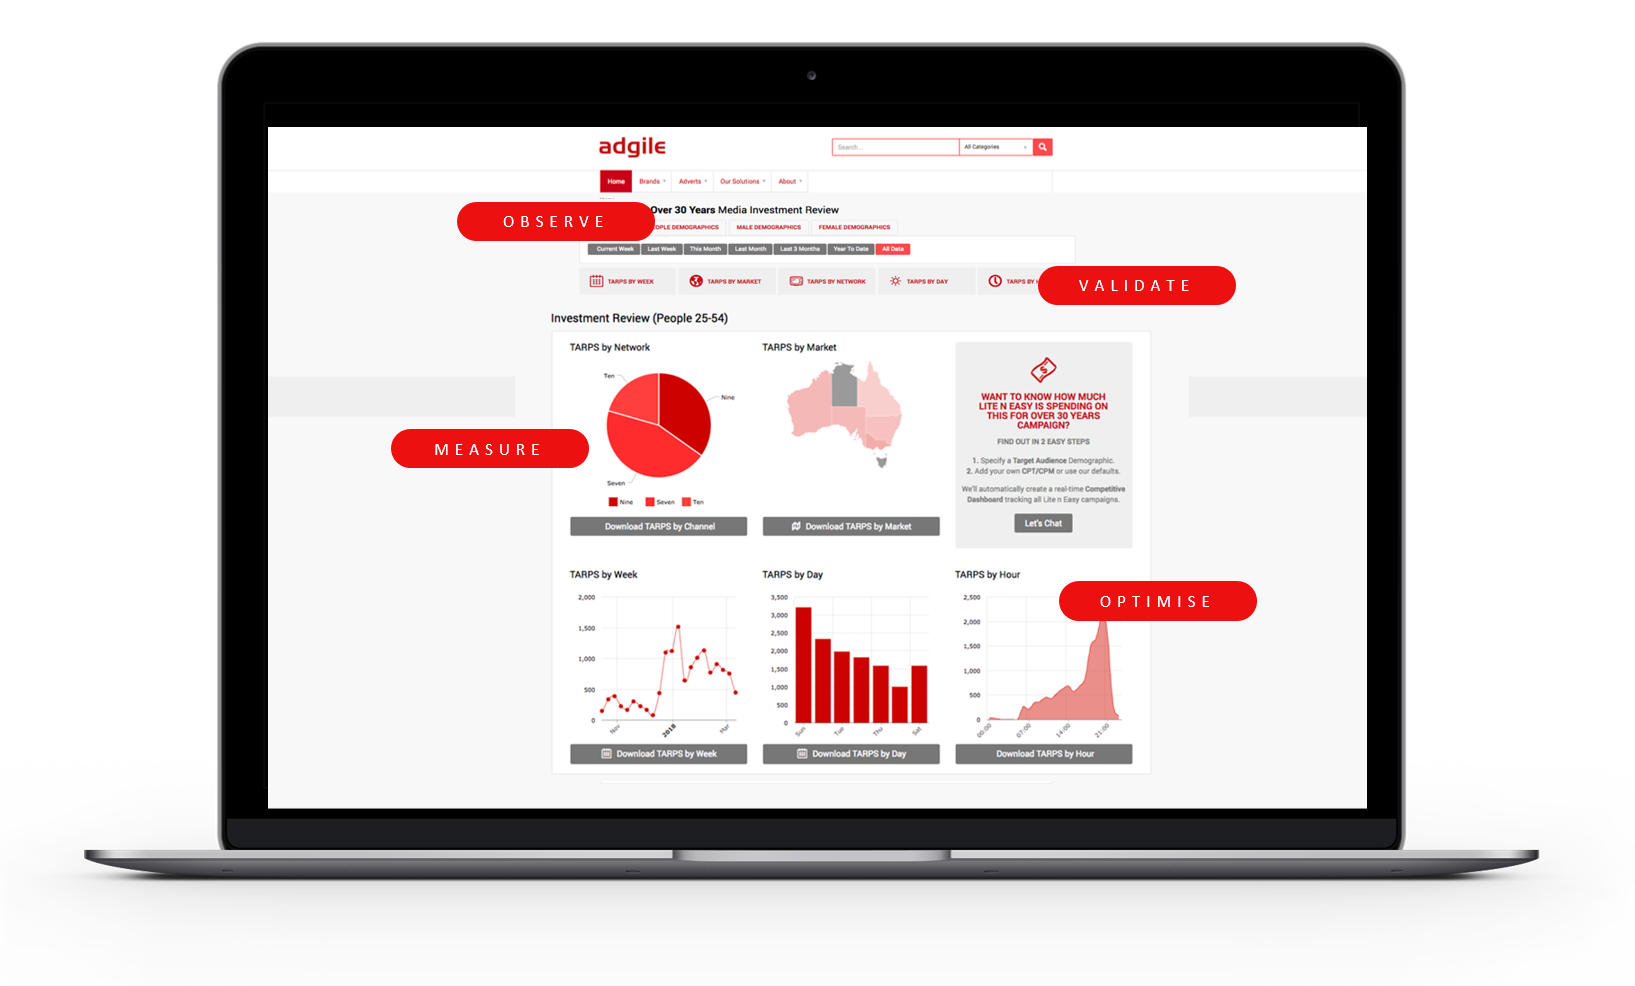 adgile
Search...
All Categories
Home
Brands
Adverts
Our Solutions
About
OBSERVE
Over 30 Years Media Investment Review
DEMOGRAPHICS
MALE DEMOGRAPHICS
FEMALE DEMOGRAPHICS
Current Week
Last Week
This Month
Last Month
Last 3 Months
Year To Date
All Data
TARPS BY WEEK
TARPS BY MARKET
TARPS BY NETWORK
TARPS BY DAY
TARPS BY
VALIDATE
Investment Review (People 25-54)
TARPS by Network
Ten
Nine
Seven
Nine
Seven
Ten
MEASURE
Download TARPS by Channel
TARPS by Market
Download TARPS by Market
WANT TO KNOW HOW MUCH
LITE N EASY IS SPENDING ON
THIS FOR OVER 30 YEARS
CAMPAIGN?
FIND OUT IN 2 EASY STEPS
1. Specify a Target Audience Demographic.
2. Add your own CPT/CPM or use our defaults.
We'll automatically create a real-time Competitive
Dashboard tracking all Lite n Easy campaigns.
Let's Chat
TARPS by Week
2,000
1,500
1,000
500
0
Nov
2018
Mar
Download TARPS by Week
TARPS by Day
3,500
3,000
2,500
2,000
1,500
1,000
500
0
Sun
Tue
Thu
Sat
Download TARPS by Day
TARPS by Hour
OPTIMISE
2,500
2,000
1,500
1,000
500
0
00:00
07:00
14:00
21:00
Download TARPS by Hour